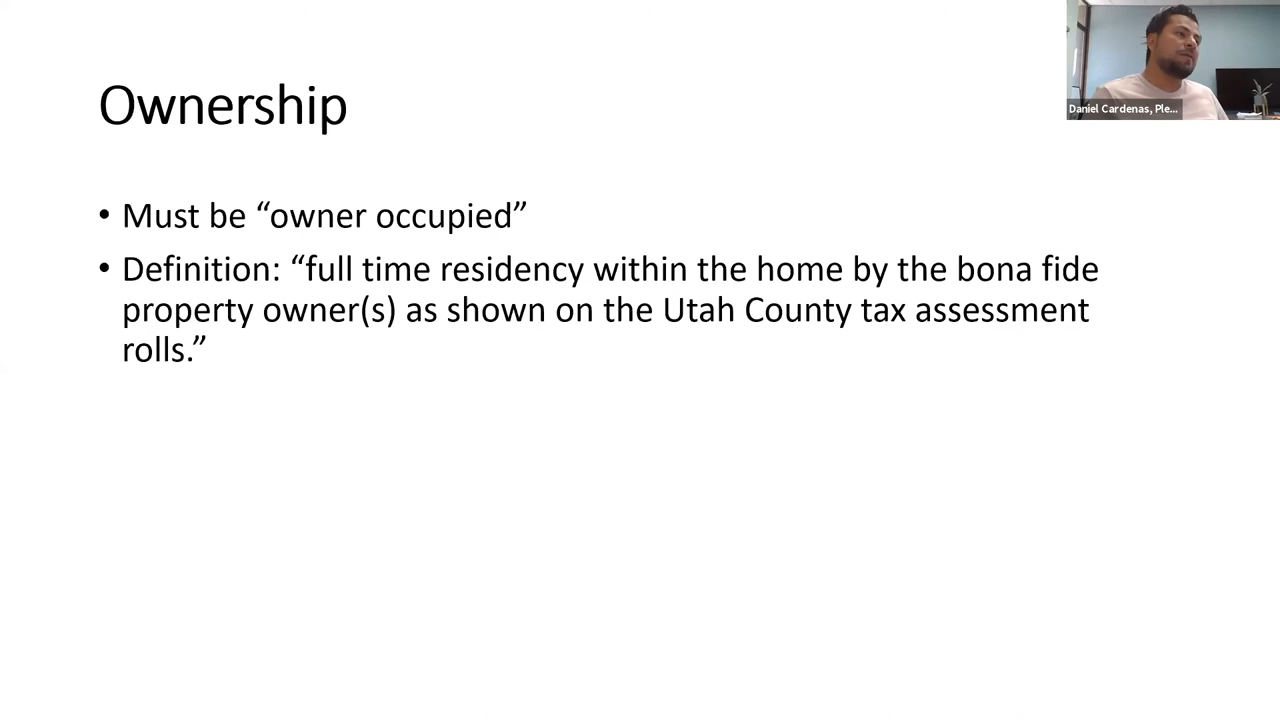 Ownership
Daniel Cardenas, Ple...
• Must be “owner occupied”
• Definition: “full time residency within the home by the bona fide
property owner(s) as shown on the Utah County tax assessment
rolls.”